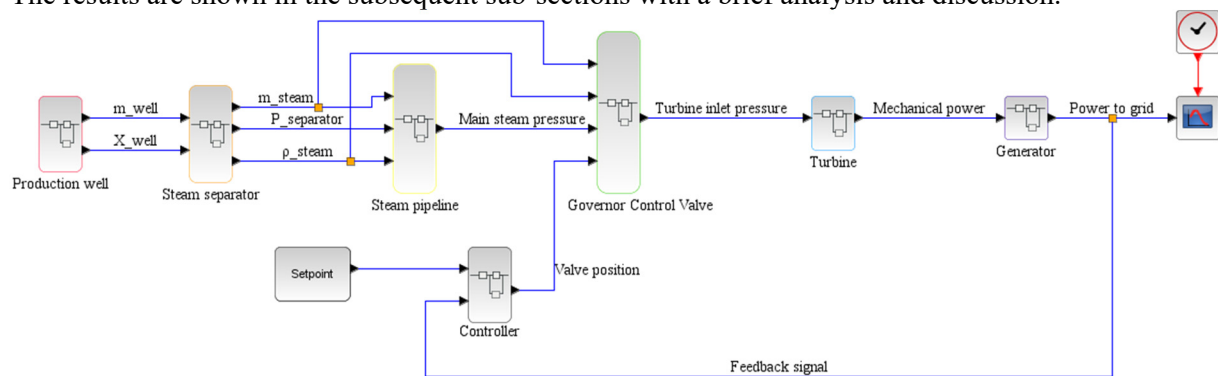 The results are shown in the subsequent sub-sections with a brief analysis and discussion.
m_well
X_well
Production well
m_steam
P_separator
ρ_steam
Steam separator
Main steam pressure
Steam pipeline
Turbine inlet pressure
Governor Control Valve
Mechanical power
Turbine
Power to grid
Generator
Setpoint
Valve position
Controller
Feedback signal